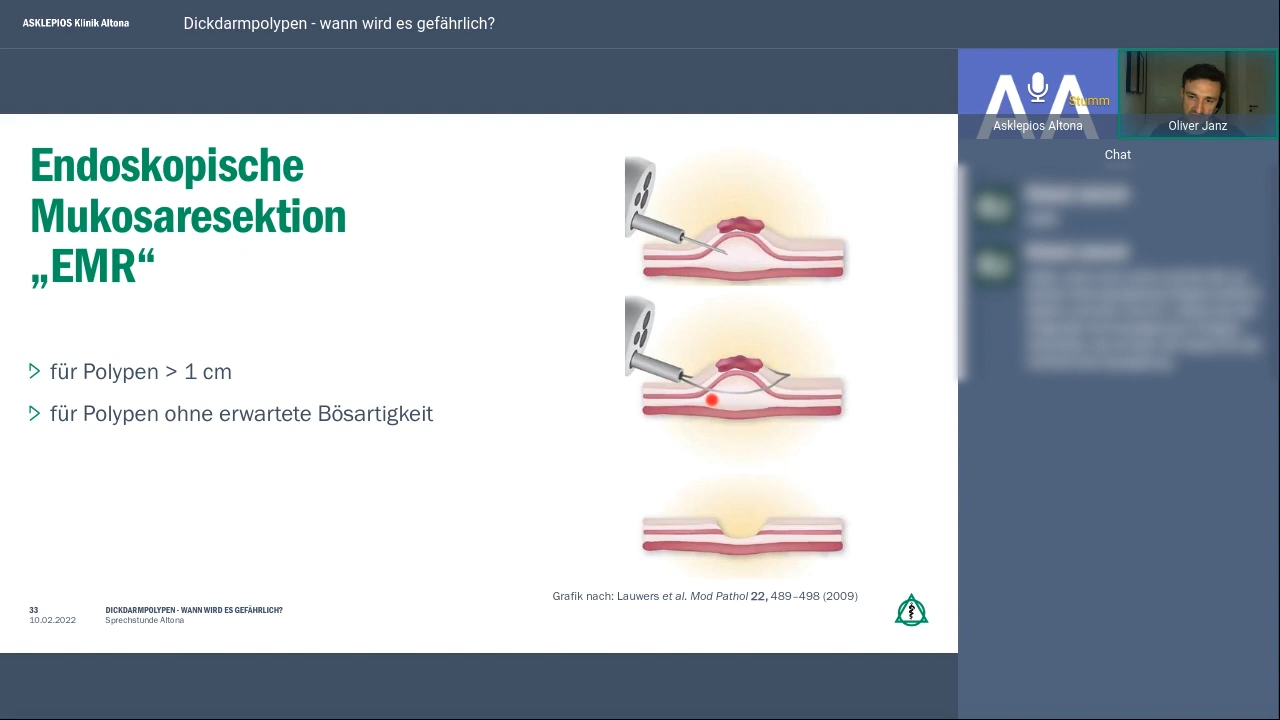 ASKLEPIOS Klinik Altona
Dickdarmpolypen - wann wird es gefährlich?
Stumm
Asklepios Altona
Oliver Janz
Chat
Endoskopische
Mukosaresektion
„EMR“
für Polypen > 1 cm
für Polypen ohne erwartete Bösartigkeit
Grafik nach: Lauwers et al. Mod Pathol 22, 489–498 (2009)
33
DICKDARMPOLYPEN - WANN WIRD ES GEFÄHRLICH?
10.02.2022
Sprechstunde Altona